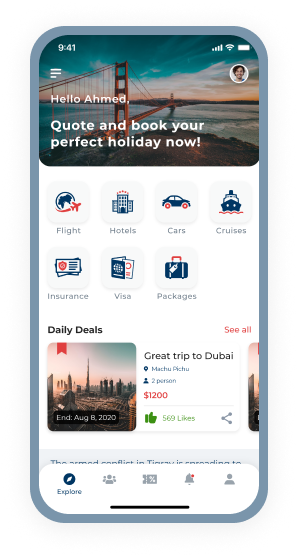 9:41
Hello Ahmed,
Quote and book your
perfect holiday now!
Flight Hotels Cars Cruises
Insurance Visa Packages
Daily Deals See all
Great trip to Dubai
Machu Pichu
2 person
$1200
End: Aug 8, 2020 569 Likes
The armed conflict in Tigray is spreading to
Explore